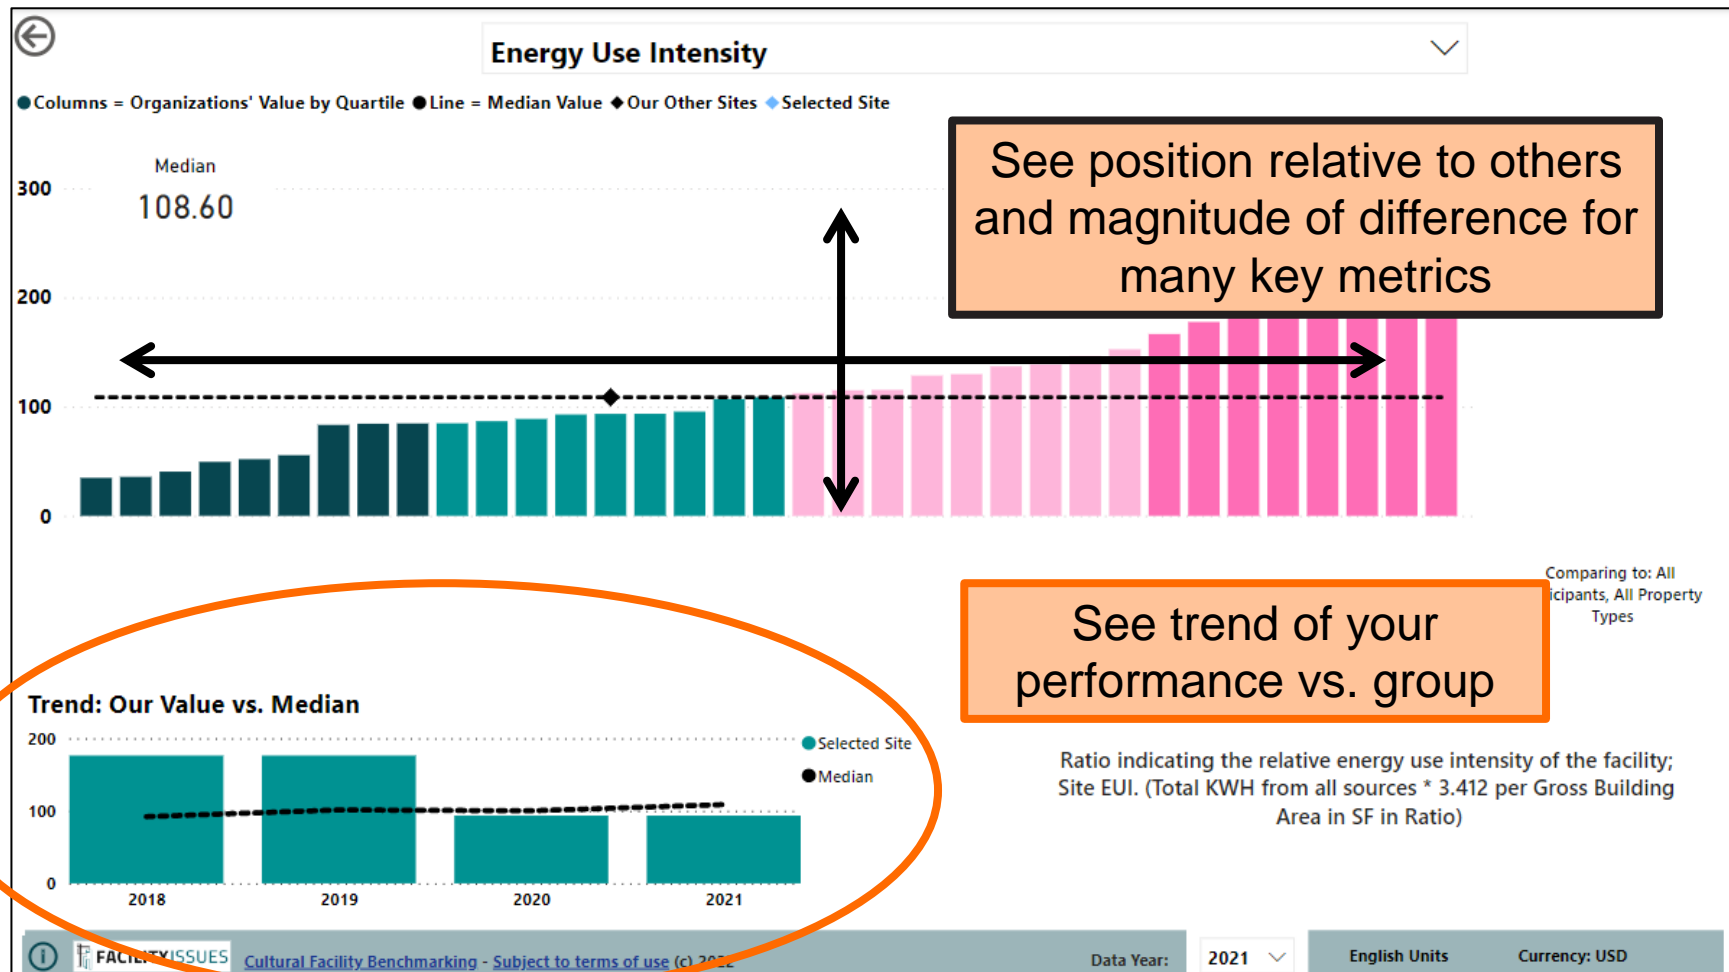 Energy Use Intensity
Columns = Organizations' Value by Quartile Line = Median Value Our Other Sites Selected Site
See position relative to others
and magnitude of difference for
many key metrics
Median
108.60
300
200
100
0
Comparing to: All
icipants, All Property
Types
See trend of your
performance vs. group
Trend: Our Value vs. Median
200
100
0
2018 2019 2020 2021
Selected Site
Median
Ratio indicating the relative energy use intensity of the facility;
Site EUI. (Total KWH from all sources * 3.412 per Gross Building
Area in SF in Ratio)
FACILITYISSUES
Cultural Facility Benchmarking - Subject to terms of use (c) 2022
Data Year: 2021 English Units Currency: USD